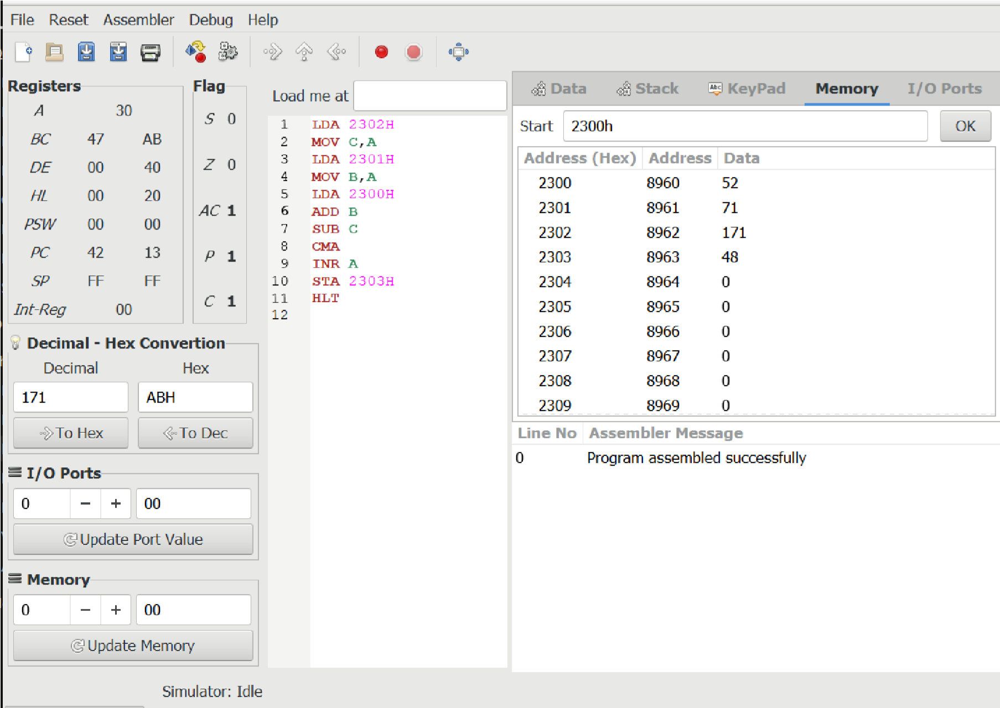 File Reset Assembler Debug Help
Registers
A 30
BC 47 AB
DE 00 40
HL 00 20
PSW 00 00
PC 42 13
SP FF FF
Int-Reg 00
Flag
S 0
Z 0
AC 1
P 1
C 1
Decimal - Hex Convertion
Decimal Hex
171 ABH
To Hex To Dec
I/O Ports
0 − + 00
Update Port Value
Memory
0 − + 00
Update Memory
Load me at
1 LDA 2302H
2 MOV C,A
3 LDA 2301H
4 MOV B,A
5 LDA 2300H
6 ADD B
7 SUB C
8 CMA
9 INR A
10 STA 2303H
11 HLT
12
Data Stack Abc KeyPad Memory I/O Ports
Start 2300h OK
Address (Hex) Address Data
2300 8960 52
2301 8961 71
2302 8962 171
2303 8963 48
2304 8964 0
2305 8965 0
2306 8966 0
2307 8967 0
2308 8968 0
2309 8969 0
Line No Assembler Message
0 Program assembled successfully
Simulator: Idle